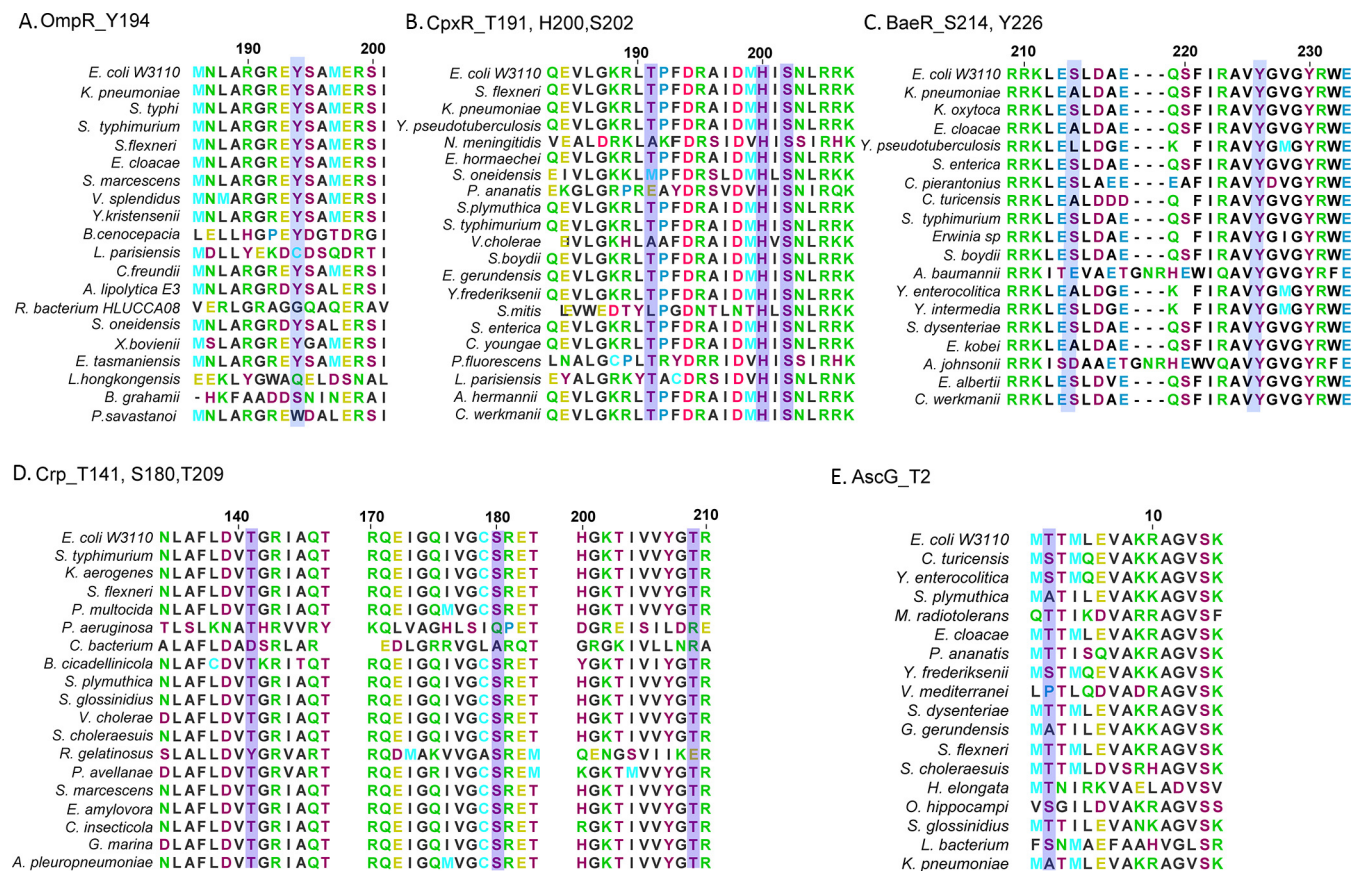 A. OmpR_Y194
190 200
E. coli W3110 MNLARGREYSAMERSI
K. pneumoniae MNLARGREYSAMERSI
S. typhi MNLARGREYSAMERSI
S. typhimurium MNLARGREYSAMERSI
S.flexneri MNLARGREYSAMERSI
E. cloacae MNLARGREYSAMERSI
S. marcescens MNLARGREYSAMERSI
V. splendidus MNMARGREYSAMERSI
Y.kristensenii MNLARGREYSAMERSI
B.cenocepacia LELLHGPEYDGTDRGI
L. parisiensis MDLLYEKDCDSQDRTI
C.freundii MNLARGREYSAMERSI
A. lipolytica E3 MNLARGREYSALERSI
R. bacterium HLUCCA08 VERLGRAGGQAQERAV
S. oneidensis MNLARGRDYSALERSI
X.bovienii MSLARGREYGAMERSI
E. tasmaniensis MNLARGREYSAMERSI
L.hongkongensis EEKLYGWAQELDSNAL
B. grahamii -HKFAADDSNINERAI
P.savastanoi MNLARGREWDALERSI
B. CpxR_T191, H200,S202
190 200
E. coli W3110 QEVLGKRLTPFDRAIDMHISNLRRK
S. flexneri QEVLGKRLTPFDRAIDMHISNLRRK
K. pneumoniae QEVLGKRLTPFDRAIDMHISNLRRK
Y. pseudotuberculosis QEVLGKRLTPFDRAIDMHISNLRRK
N. meningitidis VEALDRKLAKFDRSIDVHISSIRHK
E. hormaechei QEVLGKRLTPFDRAIDMHISNLRRK
S. oneidensis EIVLGKKLMPFDRSLDMHLSNLRRK
P. ananatis EKGLGRPREAYDRSVDVHISNIRQK
S.plymuthica QEVLGKRLTPFDRAIDMHISNLRRK
S. typhimurium QEVLGKRLTPFDRAIDMHISNLRRK
V.cholerae EVLGKHLAAFDRAIDMHVSNLRKK
S.boydii QEVLGKRLTPFDRAIDMHISNLRRK
E. gerundensis QEVLGKRLTPFDRAIDMHISNLRRK
Y.frederiksenii QEVLGKRLTPFDRAIDMHISNLRRK
S.mitis LEVWEDTYLPGDNTLNTHLSNLRKK
S. enterica QEVLGKRLTPFDRAIDMHISNLRRK
C. youngae QEVLGKRLTPFDRAIDMHISNLRRK
P.fluorescens LNALGCPLTRYDRRIDVHISSIRHK
L. parisiensis EYALGRKYTACDRSIDVHISNLRNK
A. hermannii QEVLGKRLTPFDRAIDMHISNLRRK
C. werkmanii QEVLGKRLTPFDRAIDMHISNLRRK
C. BaeR_S214, Y226
210 220 230
E. coli W3110 RRKLESLDAE---QSFIRAVYGVGYRWE
K. pneumoniae RRKLEALDAE---QSFIRAVYGVGYRWE
K. oxytoca RRKLESLDAE---QSFIRAVYGVGYRWE
E. cloacae RRKLEALDAE---QSFIRAVYGVGYRWE
Y. pseudotuberculosis RRKLELLDGE---K FIRAVYGMGYRWE
S. enterica RRKLESLDAE---QSFIRAVYGVGYRWE
C. pierantonius RRKLESLAEE---EAFIRAVYDVGYRWE
C. turicensis RRKLEALDDD---Q FIRAVYGVGYRWE
S. typhimurium RRKLESLDAE---QSFIRAVYGVGYRWE
Erwinia sp RRKLESLDAE---Q FIRAVYGIGYRWE
S. boydii RRKLESLDAE---QSFIRAVYGVGYRWE
A. baumannii RRKITEVAETGNRHEWIQAVYGVGYRFE
Y. enterocolitica RRKLEALDGE---K FIRAVYGMGYRWE
Y. intermedia RRKLESLDGE---K FIRAVYGMGYRWE
S. dysenteriae RRKLESLDAE---QSFIRAVYGVGYRWE
E. kobei RRKLEALDAE---QSFIRAVYGVGYRWE
A. johnsonii RRKISDAAETGNRHEWVQAVYGVGYRFE
E. albertii RRKLESLDVE---QSFIRAVYGVGYRWE
C. werkmanii RRKLESLDAE---QSFIRAVYGVGYRWE
D. Crp_T141, S180,T209
140 170 180 200 210
E. coli W3110 NLAFLDVTGRIAQT RQEIGQIVGCSRET HGKTIVVYGTR
S. typhimurium NLAFLDVTGRIAQT RQEIGQIVGCSRET HGKTIVVYGTR
K. aerogenes NLAFLDVTGRIAQT RQEIGQIVGCSRET HGKTIVVYGTR
S. flexneri NLAFLDVTGRIAQT RQEIGQIVGCSRET HGKTIVVYGTR
P. multocida NLAFLDVTGRIAQT RQEIGQMVGCSRET HGKTIVVYGTR
P. aeruginosa TLSLKNATHRVVRY KQLVAGHLSIQPET DGREISILDRE
C. bacterium ALAFLDADSRLAR EDLGRRVGLARQT GRGKIVLLNRA
B. cicadellinicola NLAFCDVTKRITQT RQEIGQIVGCSRET YGKTIVIYGTR
S. plymuthica NLAFLDVTGRIAQT RQEIGQIVGCSRET HGKTIVVYGTR
S. glossinidius NLAFLDVTGRIAQT RQEIGQIVGCSRET HGKTIVVYGTR
V. cholerae DLAFLDVTGRIAQT RQEIGQIVGCSRET HGKTIVVYGTR
S. choleraesuis NLAFLDVTGRIAQT RQEIGQIVGCSRET HGKTIVVYGTR
R. gelatinosus SLALLDVYGRVART RQDMAKVVGASREM QENGSVIIKER
P. avellanae DLAFLDVTGRVART RQEIGRIVGCSREM KGKTMVVYGTR
S. marcescens NLAFLDVTGRIAQT RQEIGQIVGCSRET HGKTIVVYGTR
E. amylovora NLAFLDVTGRIAQT RQEIGQIVGCSRET HGKTIVVYGTR
C. insecticola NLAFLDVTGRIAQT RQEIGQIVGCSRET RGKTIVVYGTR
G. marina DLAFLDVTGRIAQT RQEIGQIVGCSRET HGKTIVVYGTR
A. pleuropneumoniae NLAFLDVTGRIAQT RQEIGQMVGCSRET HGKTIVVYGTR
E. AscG_T2
10
E. coli W3110 MTTMLEVAKRAGVSK
C. turicensis MSTMQEVAKKAGVSK
Y. enterocolitica MSTMQEVAKKAGVSK
S. plymuthica MATILEVAKRAGVSK
M. radiotolerans QTTIKDVARRAGVSF
E. cloacae MTTMLEVAKRAGVSK
P. ananatis MTTISQVAKRAGVSK
Y. frederiksenii MSTMQEVAKKAGVSK
V. mediterranei LPTLQDVADRAGVSK
S. dysenteriae MTTMLEVAKRAGVSK
G. gerundensis MATILEVAKRAGVSK
S. flexneri MTTMLEVAKRAGVSK
S. choleraesuis MTTMLDVSRHAGVSK
H. elongata MTNIRKVAELADVSV
O. hippocampi VSGILDVAKRAGVSS
S. glossinidius MTTILEVANKAGVSK
L. bacterium FSNMAEFAAHVGLSR
K. pneumoniae MATMLEVAKRAGVSK